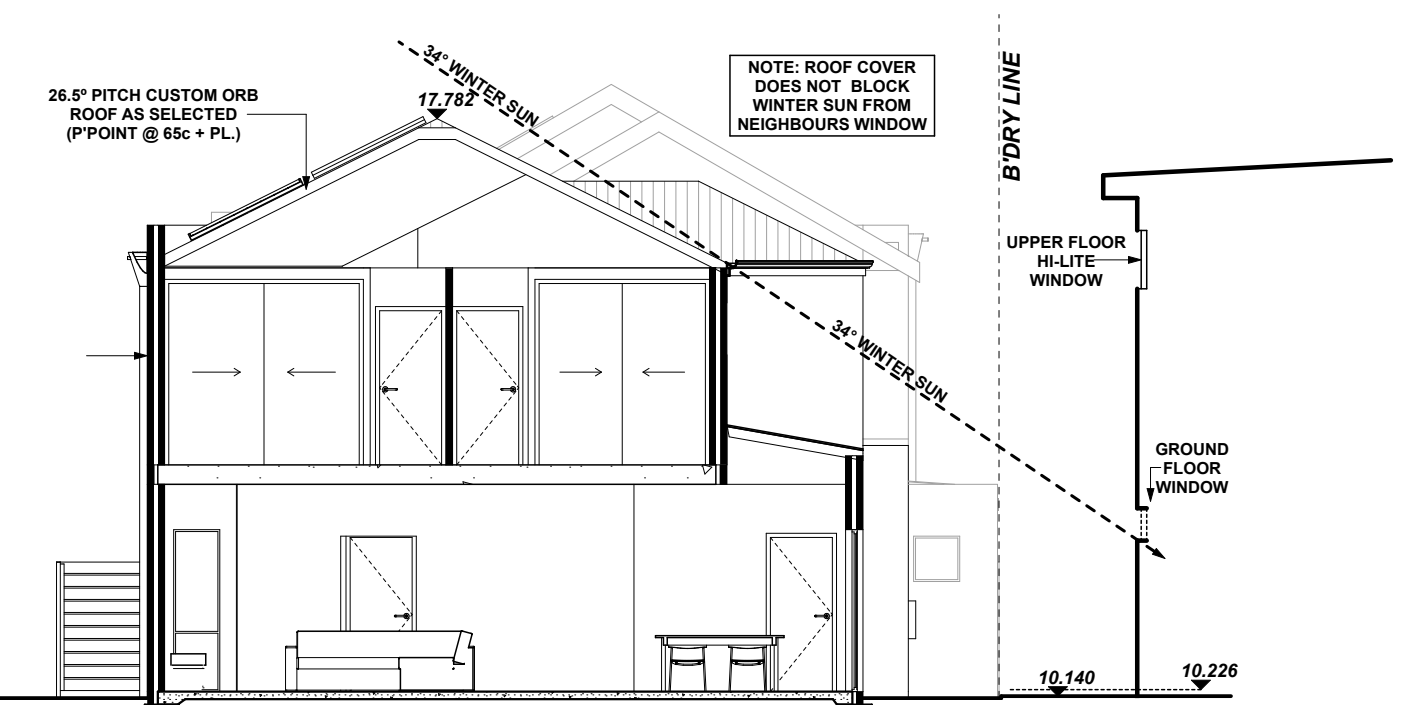 34° WINTER SUN
17.782
26.5º PITCH CUSTOM ORB
ROOF AS SELECTED
(P'POINT @ 65c + PL.)
NOTE: ROOF COVER
DOES NOT BLOCK
WINTER SUN FROM
NEIGHBOURS WINDOW
B'DRY LINE
UPPER FLOOR
HI-LITE
WINDOW
34° WINTER SUN
GROUND
FLOOR
WINDOW
10.140
10.226